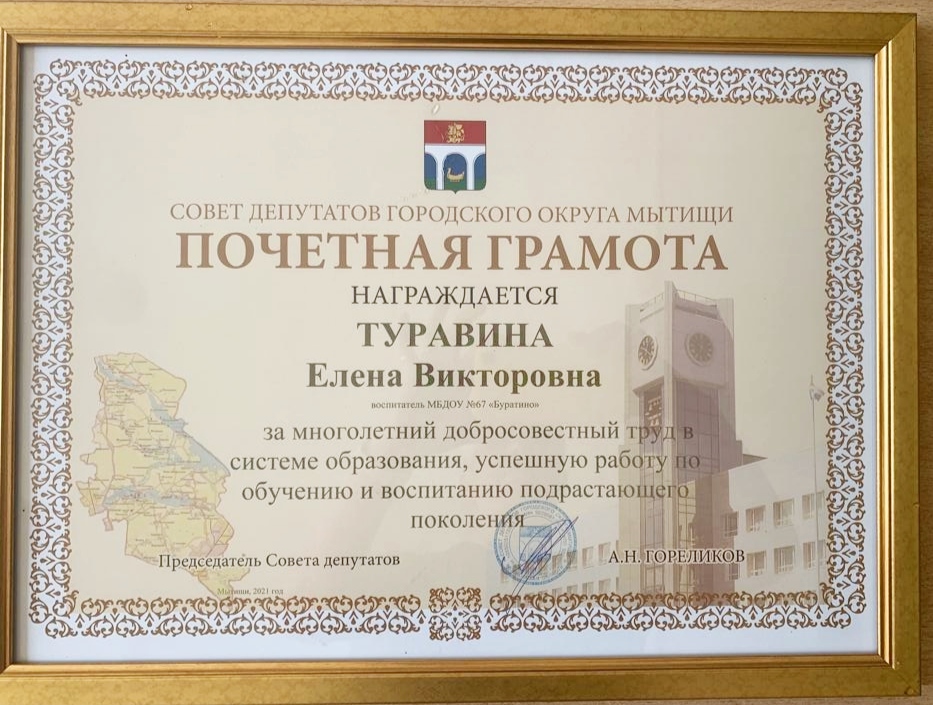 СОВЕТ ДЕПУТАТОВ ГОРОДСКОГО ОКРУГА МЫТИЩИ
ПОЧЕТНАЯ ГРАМОТА
НАГРАЖДАЕТСЯ
ТУРАВИНА
Елена Викторовна
воспитатель МБДОУ №67 «Буратино»
за многолетний добросовестный труд в
системе образования, успешную работу по
обучению и воспитанию подрастающего
поколения
Председатель Совета депутатов
А.Н. ГОРЕЛИКОВ
Мытищи, 2021 год